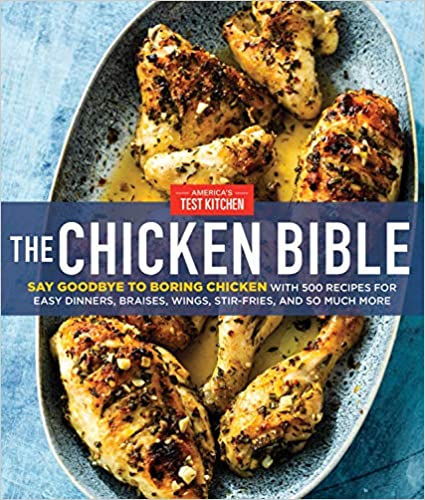 AMERICA'S
TEST KITCHEN
THE CHICKEN BIBLE
SAY GOODBYE TO BORING CHICKEN WITH 500 RECIPES FOR
EASY DINNERS, BRAISES, WINGS, STIR-FRIES, AND SO MUCH MORE